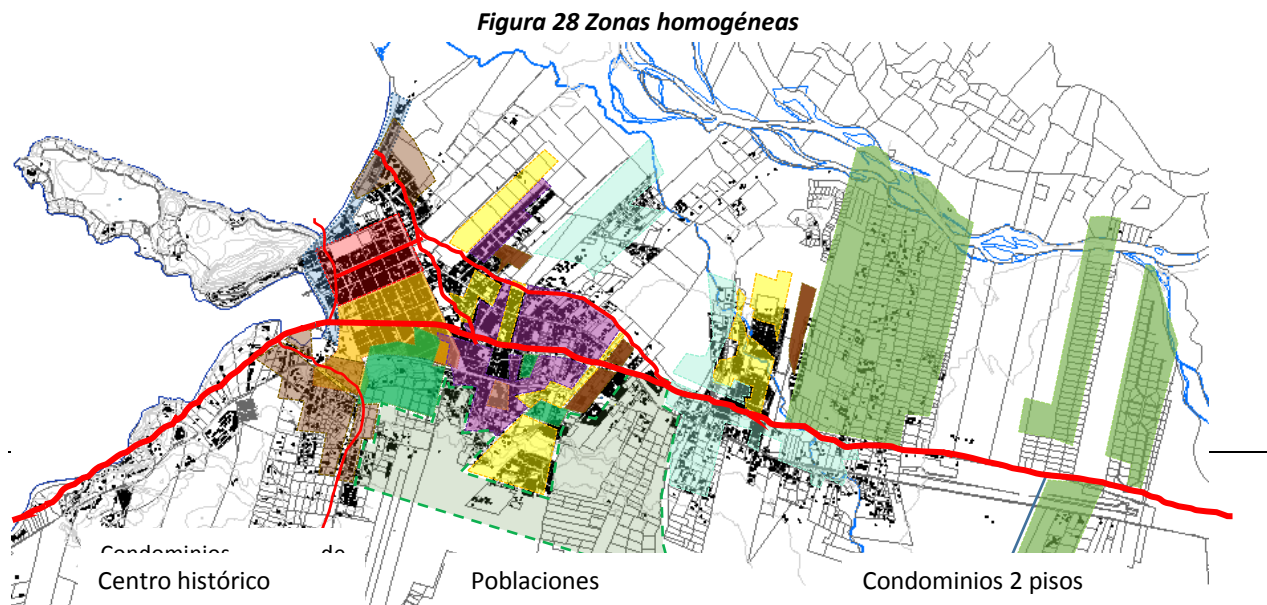 Figura 28 Zonas homogéneas
Condominios de
Centro histórico
Poblaciones
Condominios 2 pisos